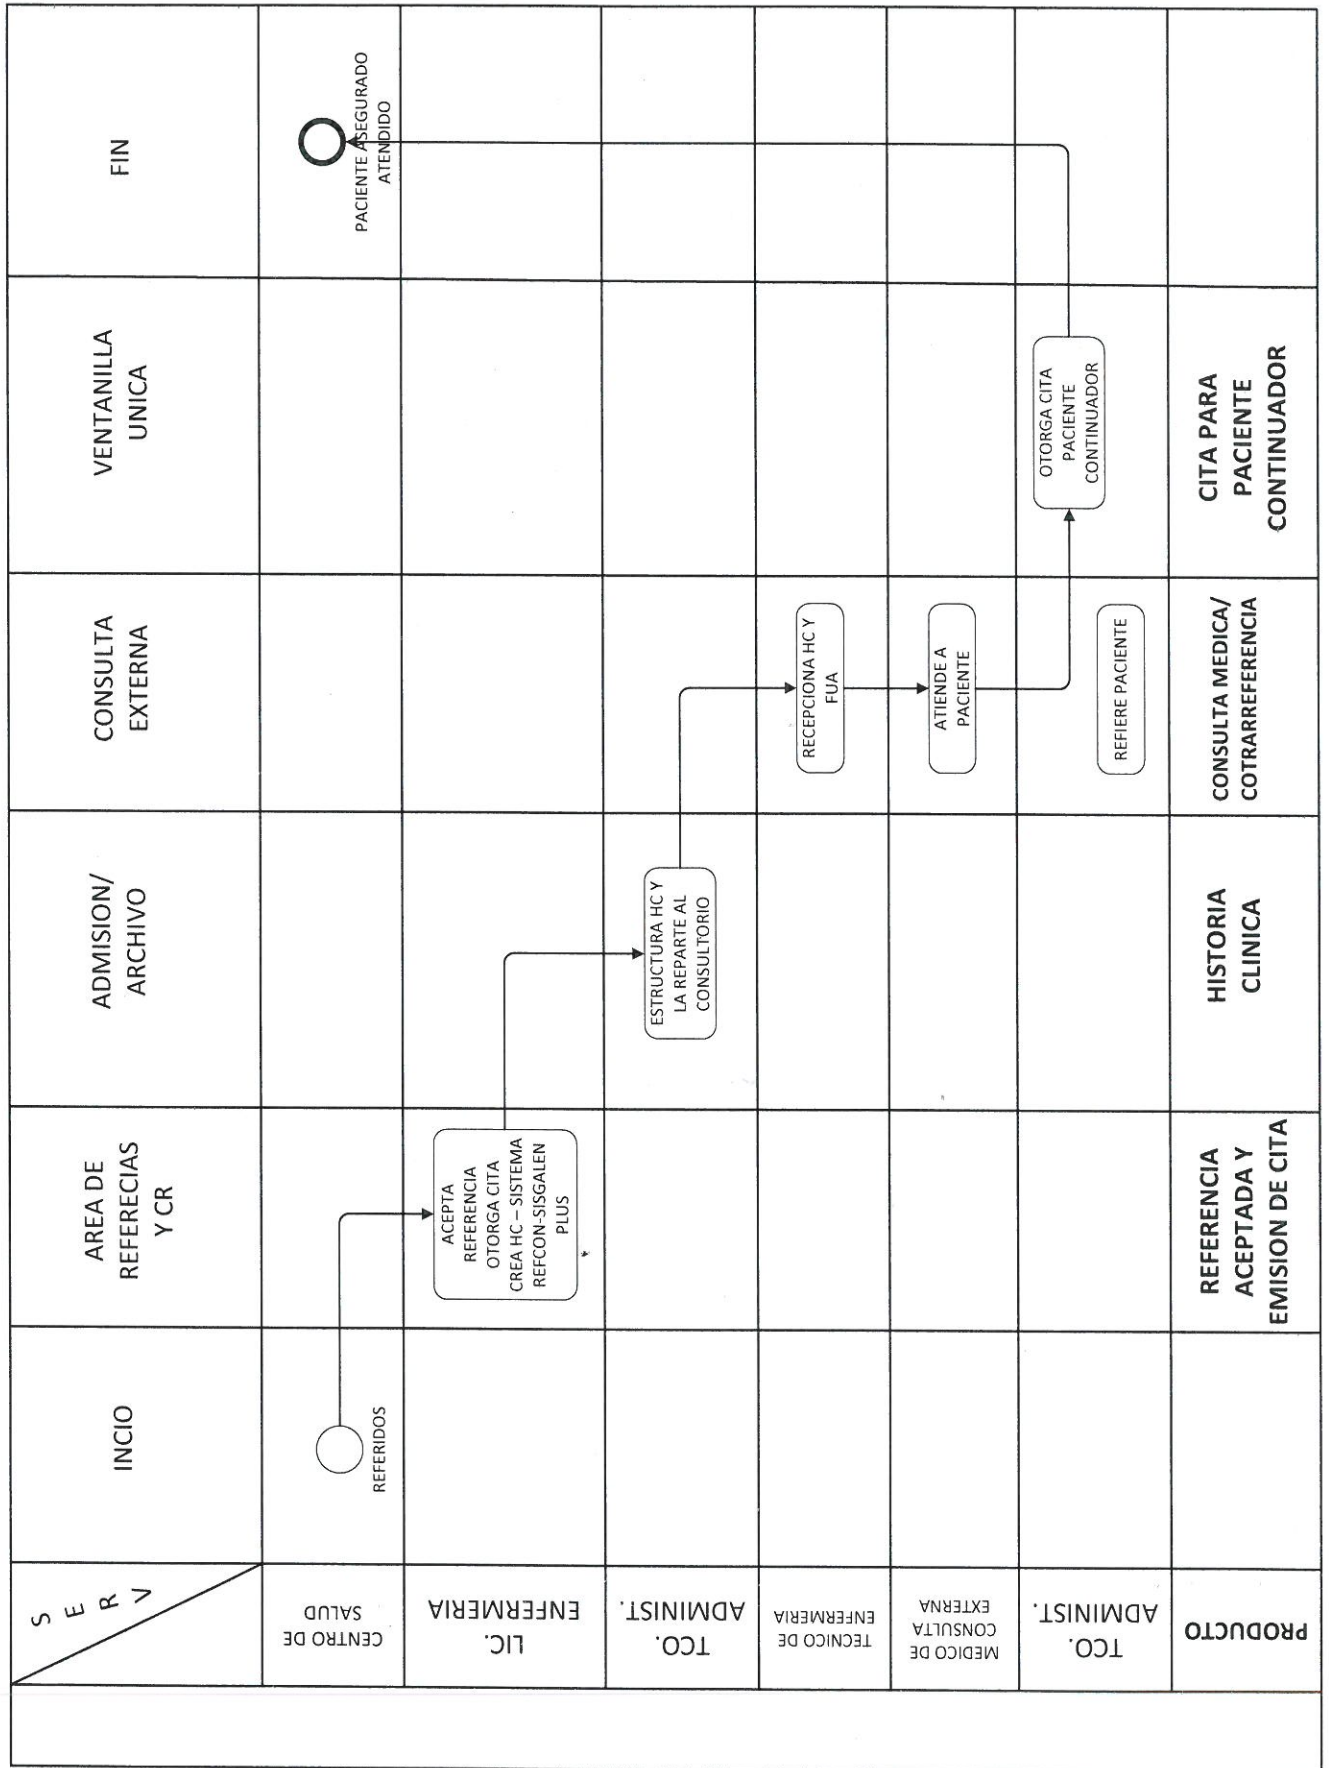 S
E
R
V
INCIO
AREA DE
REFERECIAS
Y CR
ADMISION/
ARCHIVO
CONSULTA
EXTERNA
VENTANILLA
UNICA
FIN
CENTRO DE
SALUD
REFERIDOS
PACIENTE ASEGURADO
ATENDIDO
LIC.
ENFERMERIA
ACEPTA
REFERENCIA
OTORGA CITA
CREA HC – SISTEMA
REFCON-SISGALEN
PLUS
TCO.
ADMINIST.
ESTRUCTURA HC Y
LA REPARTE AL
CONSULTORIO
TECNICO DE
ENFERMERIA
RECEPCIONA HC Y
FUA
MEDICO DE
CONSULTA
EXTERNA
ATIENDE A
PACIENTE
TCO.
ADMINIST.
REFIERE PACIENTE
OTORGA CITA
PACIENTE
CONTINUADOR
PRODUCTO
REFERENCIA
ACEPTADA Y
EMISION DE CITA
HISTORIA
CLINICA
CONSULTA MEDICA/
COTRARREFERENCIA
CITA PARA
PACIENTE
CONTINUADOR